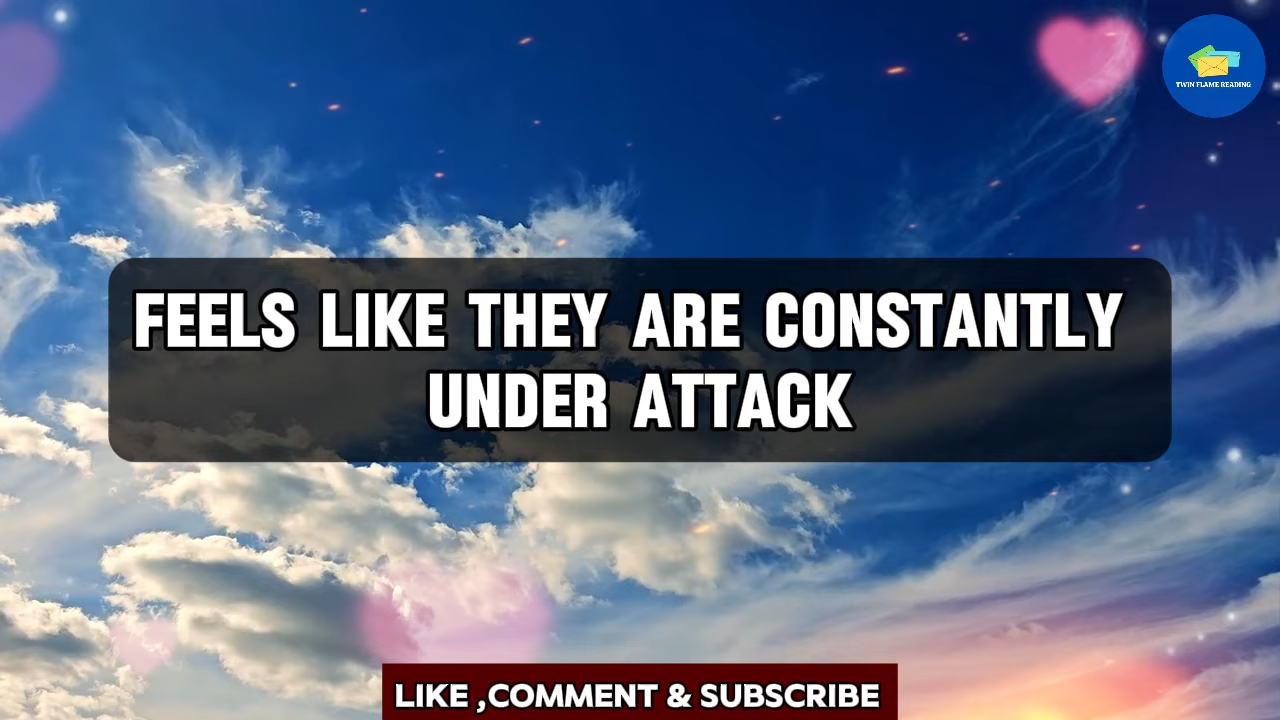 TWIN FLAME READING
FEELS LIKE THEY ARE CONSTANTLY
UNDER ATTACK
LIKE ,COMMENT & SUBSCRIBE